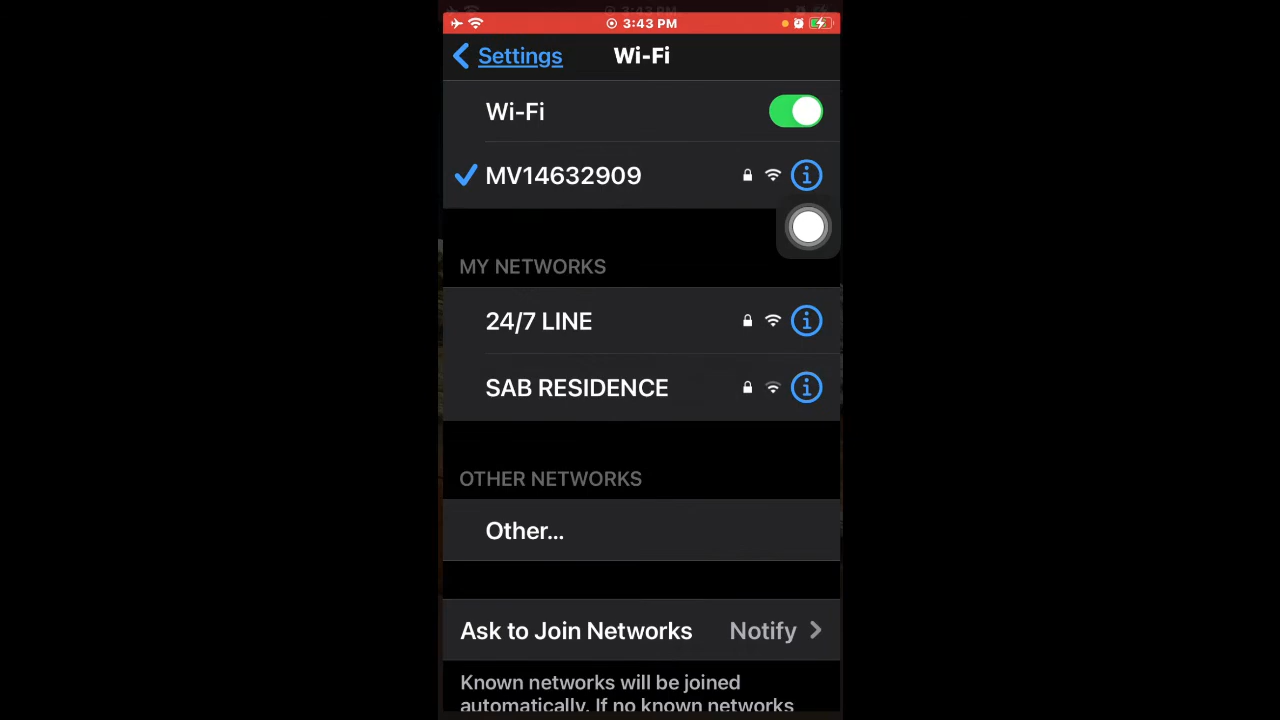 3:43 PM
Settings
Wi-Fi
Wi-Fi
MV14632909
MY NETWORKS
24/7 LINE
SAB RESIDENCE
OTHER NETWORKS
Other...
Ask to Join Networks Notify
Known networks will be joined
automatically. If no known networks